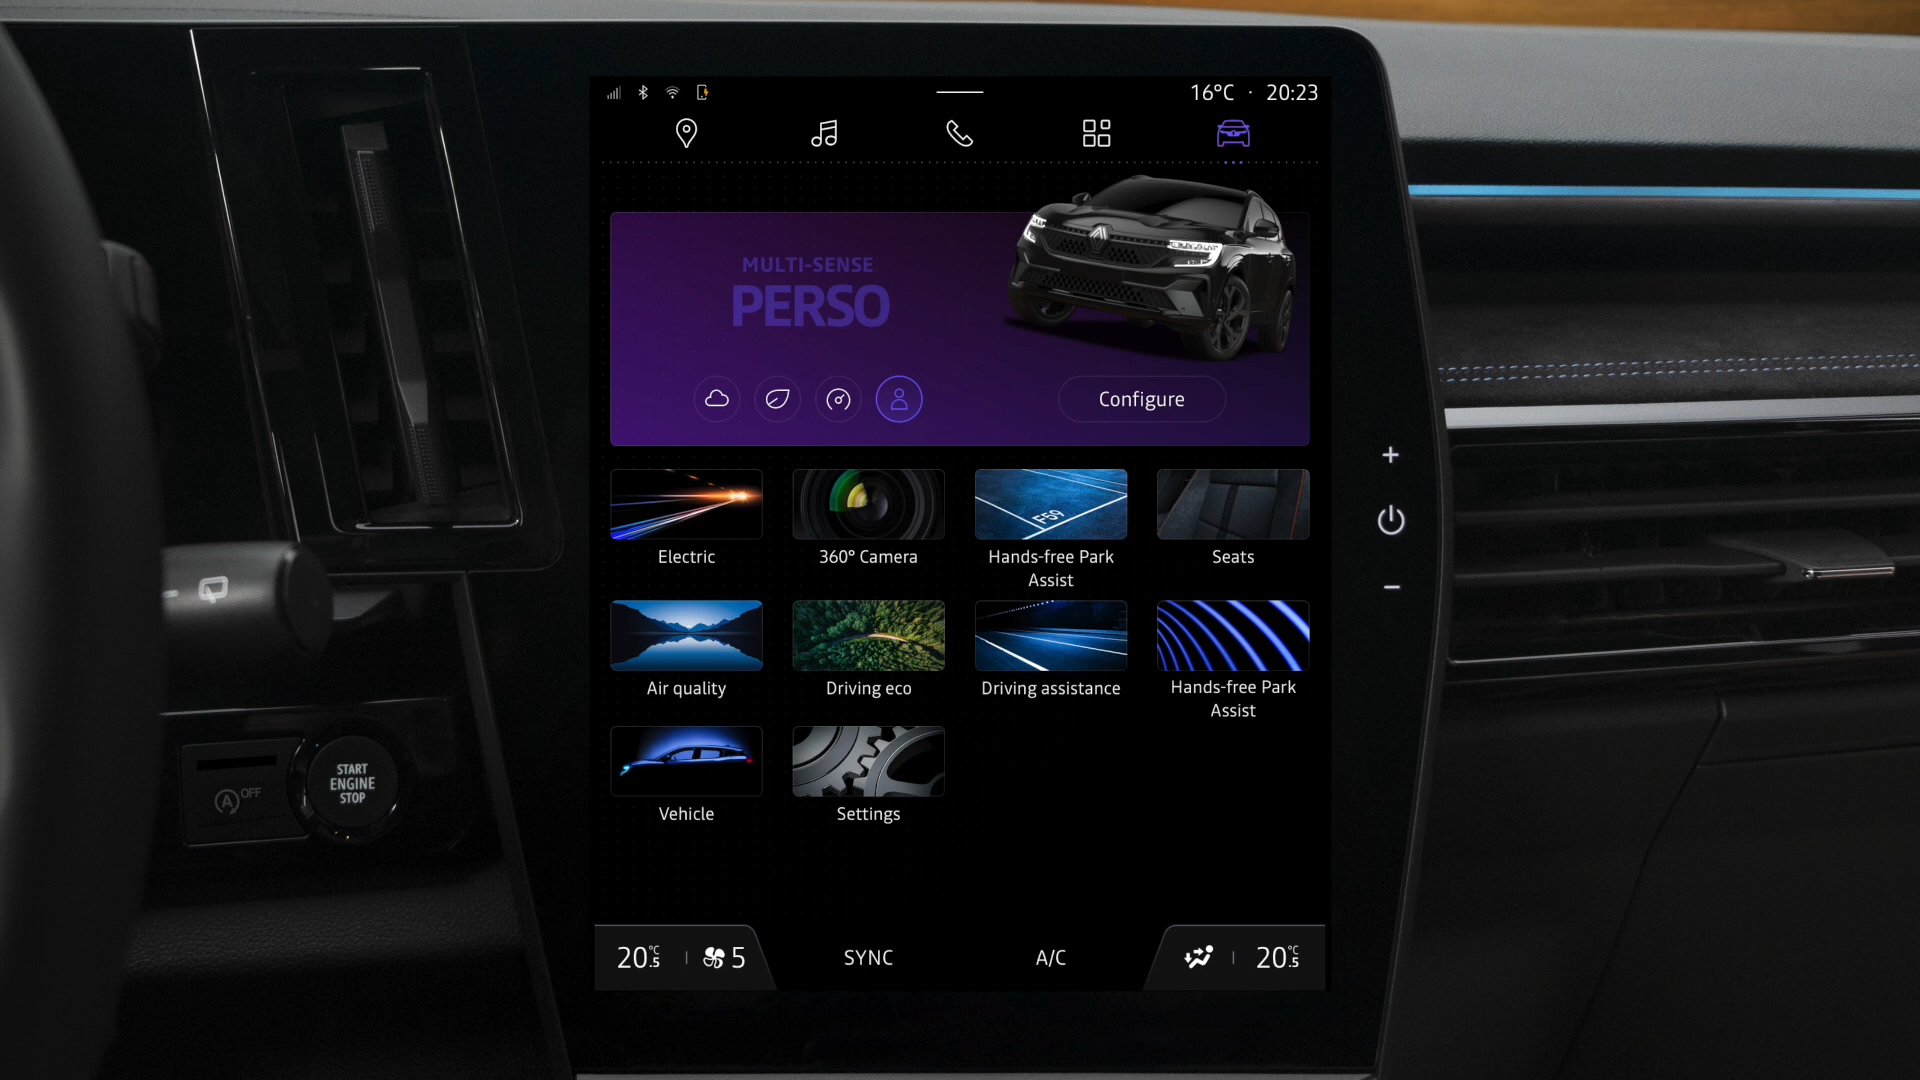 16°C · 20:23
MULTI-SENSE
PERSO
Configure
F59
Electric
360° Camera
Hands-free Park
Assist
Seats
Air quality
Driving eco
Driving assistance
Hands-free Park
Assist
Vehicle
Settings
20.5 °C
5
SYNC
A/C
20.5 °C
A OFF
START
ENGINE
STOP